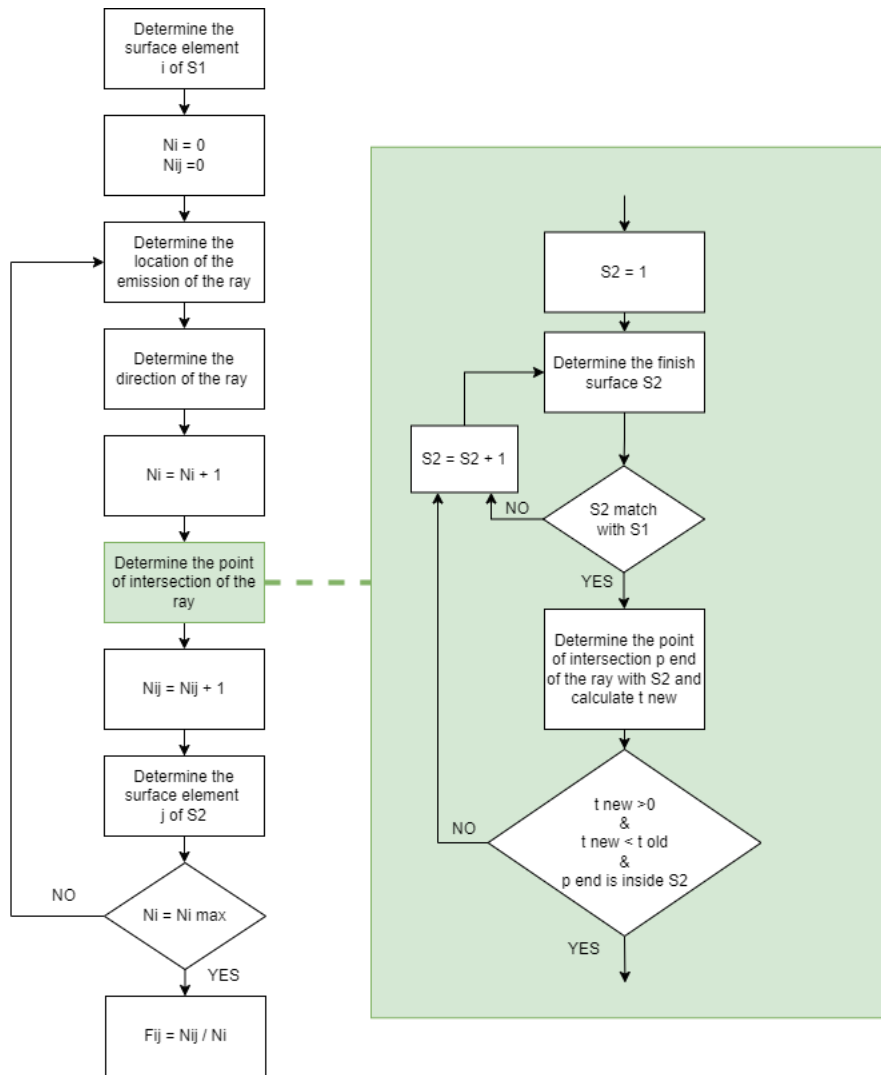 Determine the
surface element
i of S1
Ni = 0
Nij =0
Determine the
location of the
emission of the ray
Determine the
direction of the ray
Ni = Ni + 1
Determine the point
of intersection of the
ray
Nij = Nij + 1
Determine the
surface element
j of S2
NO
Ni = Ni max
YES
Fij = Nij / Ni
S2 = 1
Determine the finish
surface S2
S2 = S2 + 1
NO
S2 match
with S1
YES
Determine the point
of intersection p end
of the ray with S2 and
calculate t new
NO
t new >0
&
t new < t old
&
p end is inside S2
YES